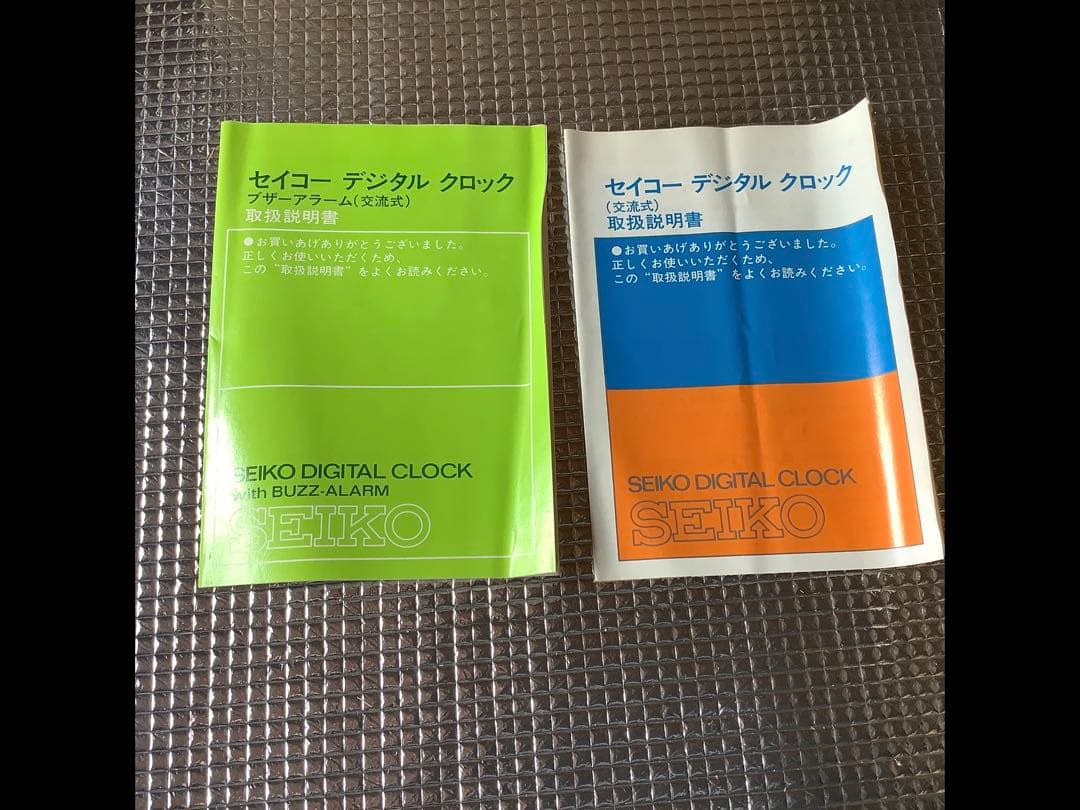 セイコー デジタル クロック
ブザーアラーム(交流式)
取扱説明書
●お買いあげありがとうございました。
正しくお使いいただくため、
この“取扱説明書”をよくお読みください。
SEIKO DIGITAL CLOCK
with BUZZ-ALARM
SEIKO
セイコー デジタル クロック
(交流式)
取扱説明書
●お買いあげありがとうございました。
正しくお使いいただくため、
この“取扱説明書”をよくお読みください。
SEIKO DIGITAL CLOCK
SEIKO